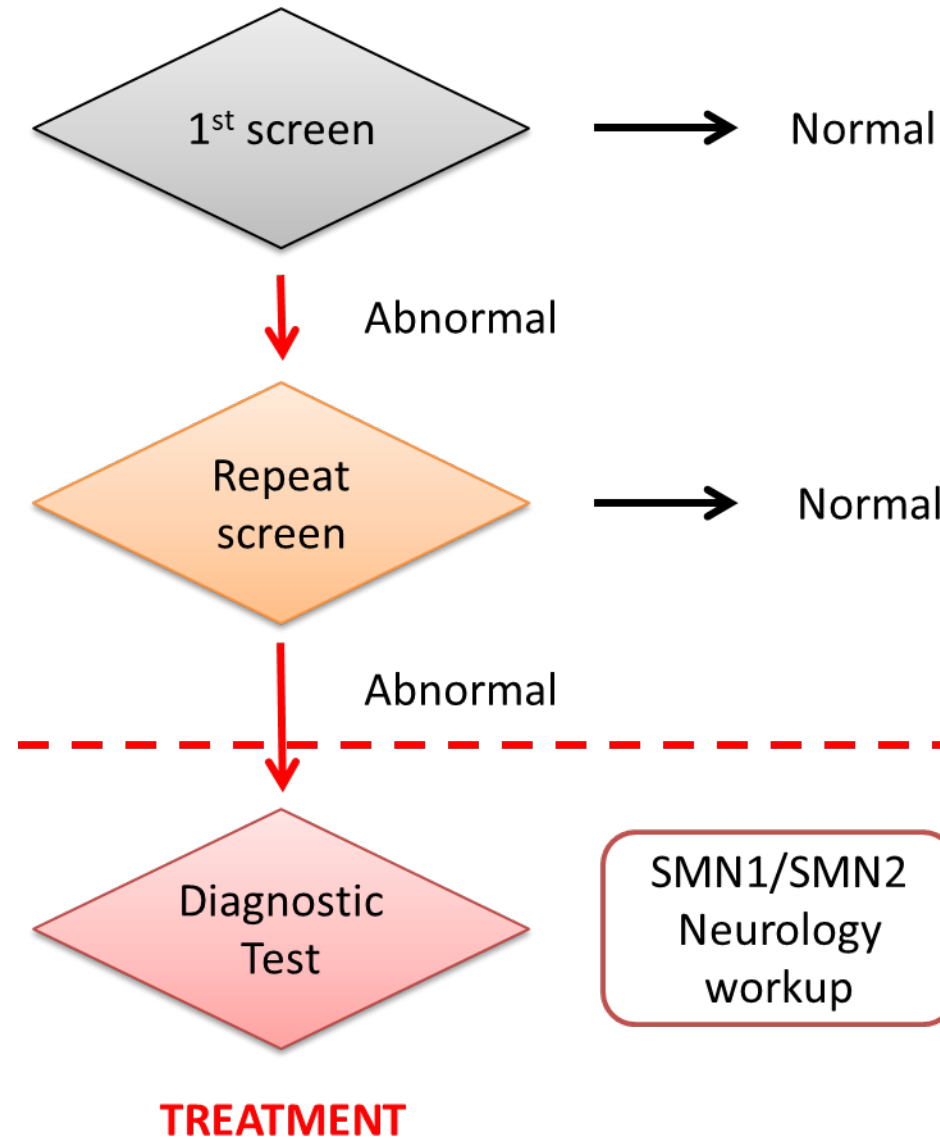 1st screen
Normal
Abnormal
Repeat
screen
Normal
Abnormal
Diagnostic
Test
SMN1/SMN2
Neurology
workup
TREATMENT